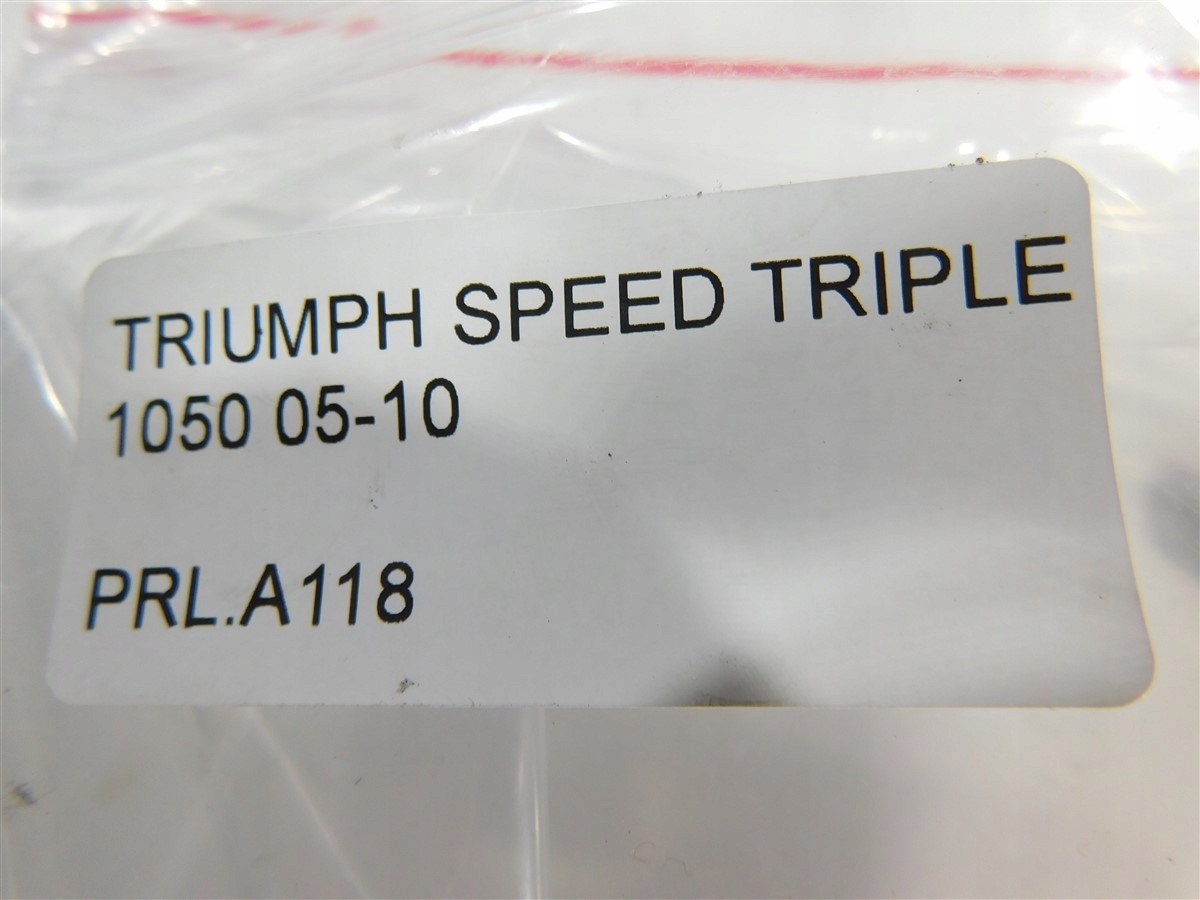 TRIUMPH SPEED TRIPLE
1050 05-10
PRL.A118